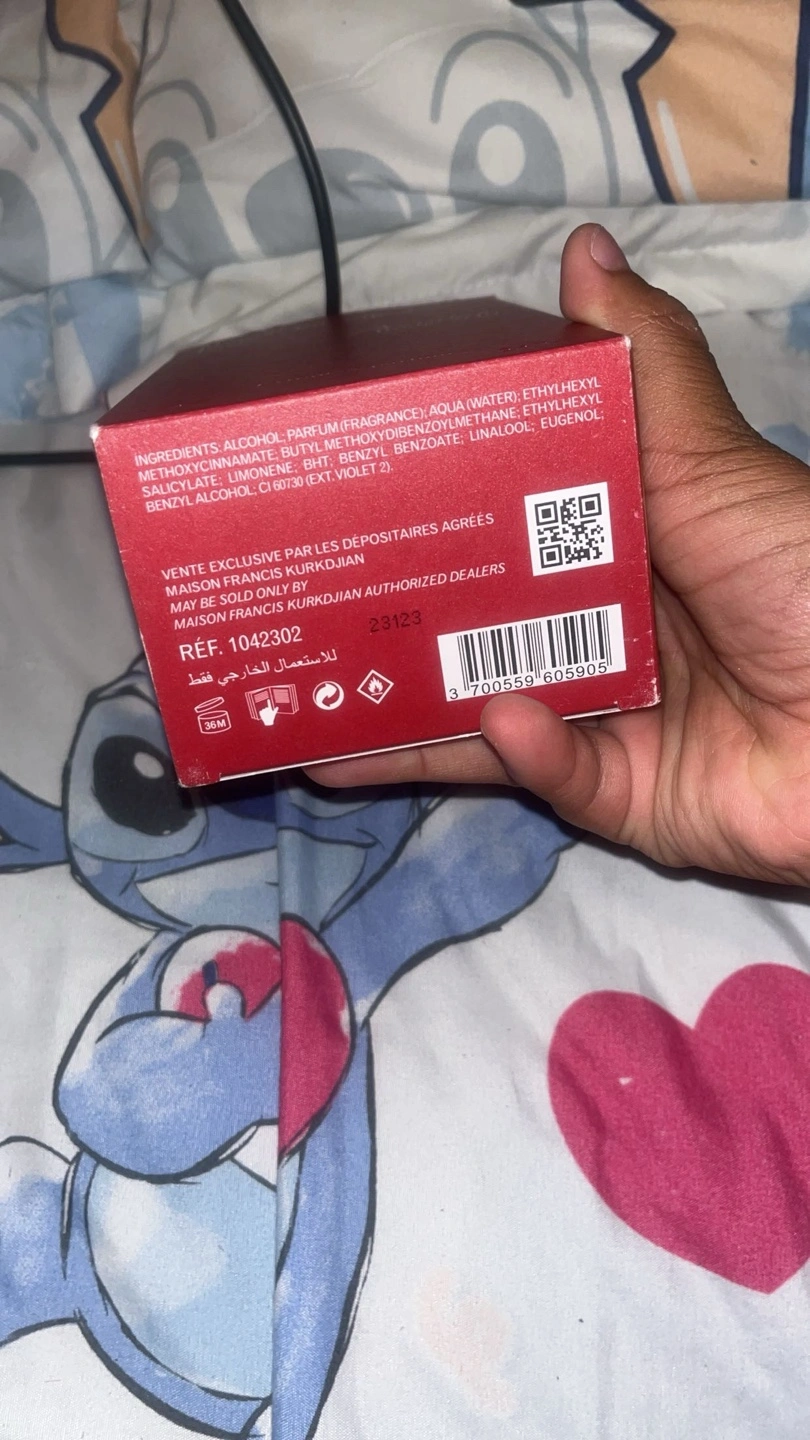 INGREDIENTS: ALCOHOL; PARFUM (FRAGRANCE); AQUA (WATER); ETHYLHEXYL
METHOXYCINNAMATE; BUTYL METHOXYDIBENZOYLMETHANE; ETHYLHEXYL
SALICYLATE; LIMONENE; BHT; BENZYL BENZOATE; LINALOOL; EUGENOL;
BENZYL ALCOHOL; CI 60730 (EXT. VIOLET 2).
VENTE EXCLUSIVE PAR LES DÉPOSITAIRES AGRÉÉS
MAISON FRANCIS KURKDJIAN
MAY BE SOLD ONLY BY
MAISON FRANCIS KURKDJIAN AUTHORIZED DEALERS
RÉF. 1042302
23123
للاستعمال الخارجي فقط
36M
3 700559 605905